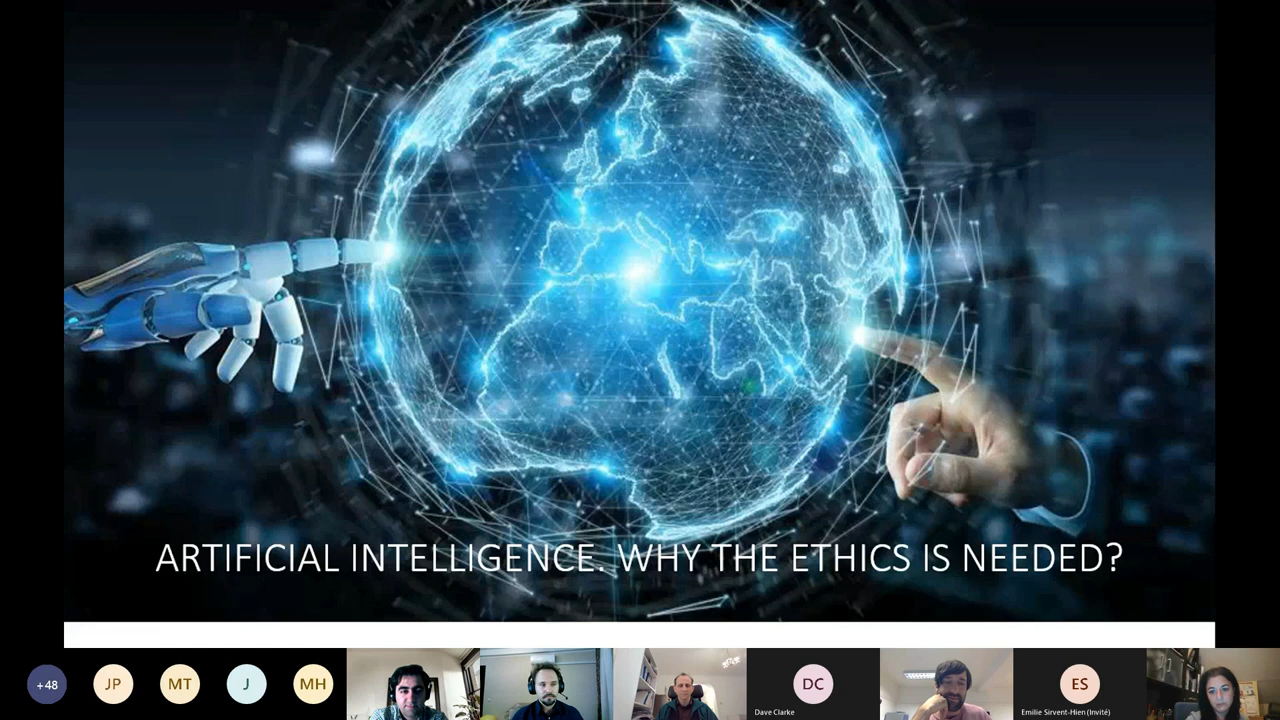 ARTIFICIAL INTELLIGENCE. WHY THE ETHICS IS NEEDED?
+48
JP
MT
J
MH
DC
Dave Clarke
ES
Emilie Sirvent-Hien (Invité)